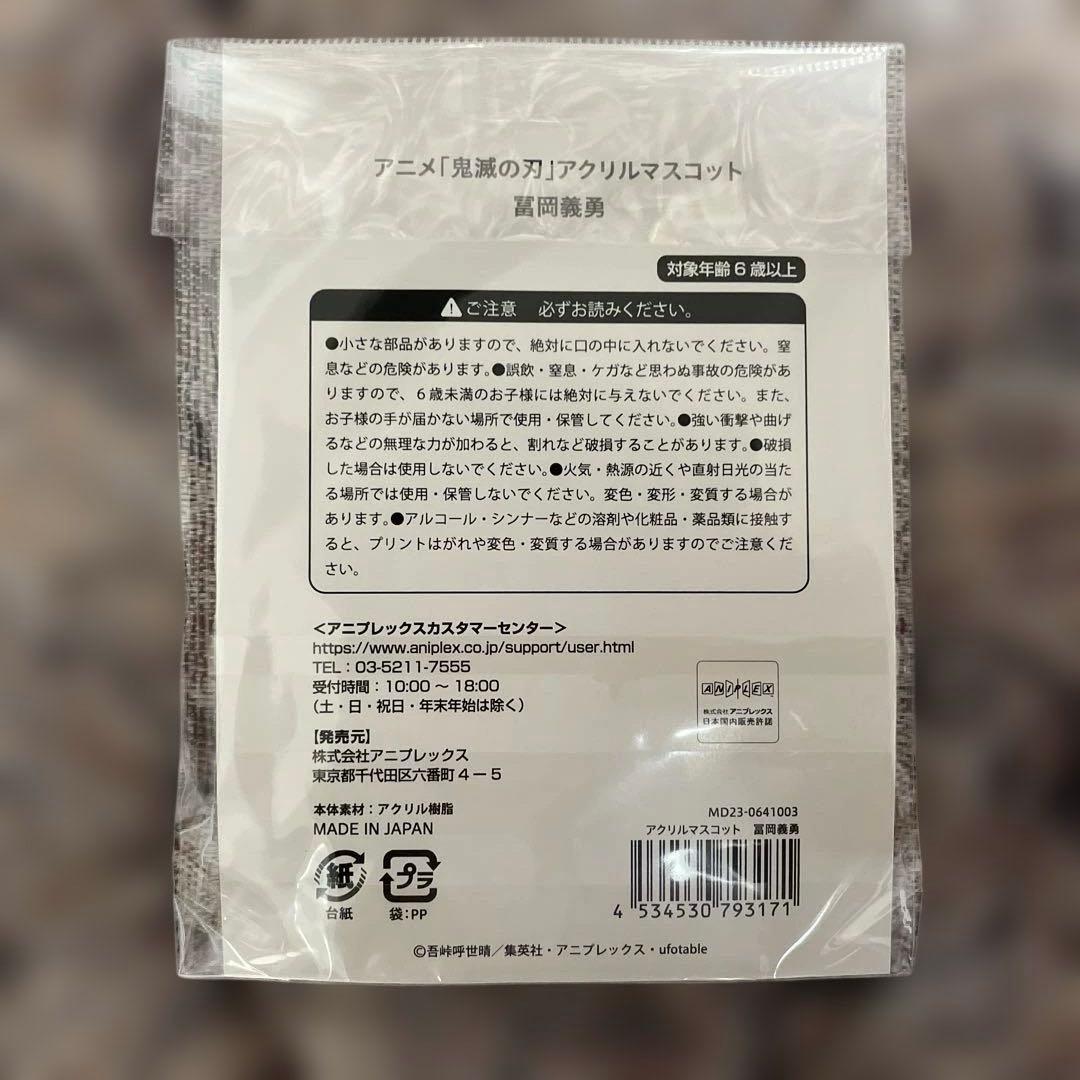 アニメ「鬼滅の刃」アクリルマスコット
冨岡義勇
対象年齢6歳以上
ご注意 必ずお読みください。
●小さな部品がありますので、絶対に口の中に入れないでください。窒
息などの危険があります。●誤飲・窒息・ケガなど思わぬ事故の危険があ
りますので、6歳未満のお子様には絶対に与えないでください。また、
お子様の手が届かない場所で使用・保管してください。●強い衝撃や曲げ
るなどの無理な力が加わると、割れなど破損することがあります。●破損
した場合は使用しないでください。●火気・熱源の近くや直射日光の当た
る場所では使用・保管しないでください。変色・変形・変質する場合が
あります。●アルコール・シンナーなどの溶剤や化粧品・薬品類に接触す
ると、プリントはがれや変色・変質する場合がありますのでご注意くだ
さい。
＜アニプレックスカスタマーセンター＞
https://www.aniplex.co.jp/support/user.html
TEL：03-5211-7555
受付時間：10:00～18:00
（土・日・祝日・年末年始は除く）
【発売元】
株式会社アニプレックス
東京都千代田区六番町4－5
ANIPLEX
株式会社アニプレックス
日本国内販売許諾
本体素材：アクリル樹脂
MADE IN JAPAN
MD23-0641003
アクリルマスコット 冨岡義勇
4 534530 793171
紙
台紙
プラ
袋：PP
©吾峠呼世晴／集英社・アニプレックス・ufotable